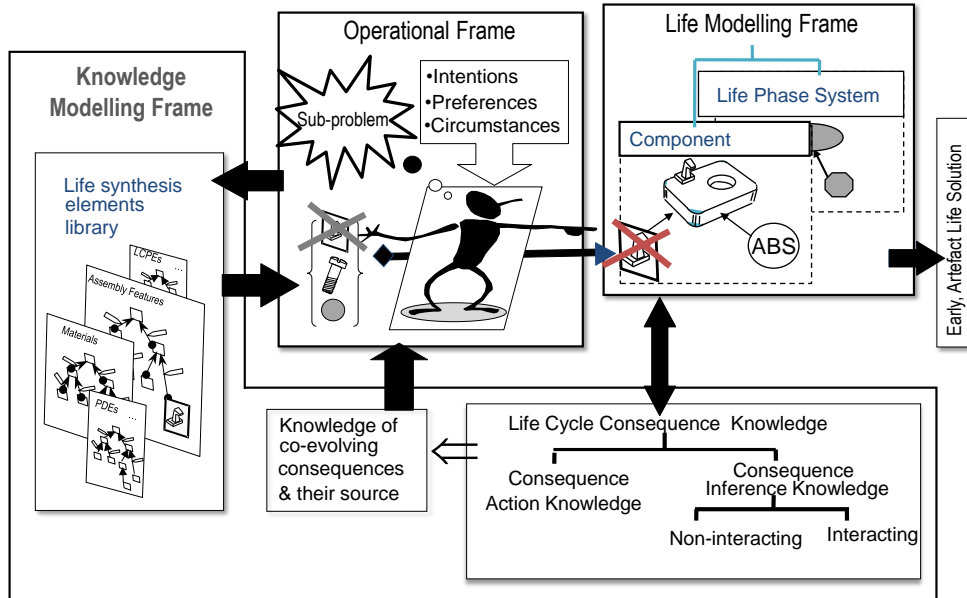 Knowledge
Modelling Frame
Life synthesis
elements
library
LCPEs
...
Assembly Features
Materials
PDEs
...
Operational Frame
Sub-problem
•Intentions
•Preferences
•Circumstances
Life Modelling Frame
Life Phase System
Component
ABS
Early, Artefact Life Solution
Knowledge of
co-evolving
consequences
& their source
Life Cycle Consequence Knowledge
Consequence
Action Knowledge
Consequence
Inference Knowledge
Non-interacting
Interacting